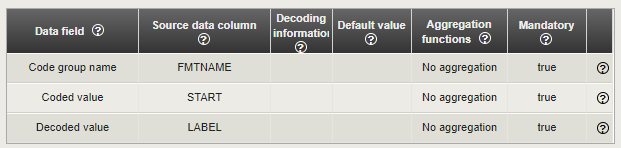 Data field
Source data column
Decoding
information
Default value
Aggregation
functions
Mandatory
Code group name FMTNAME No aggregation true
Coded value START No aggregation true
Decoded value LABEL No aggregation true